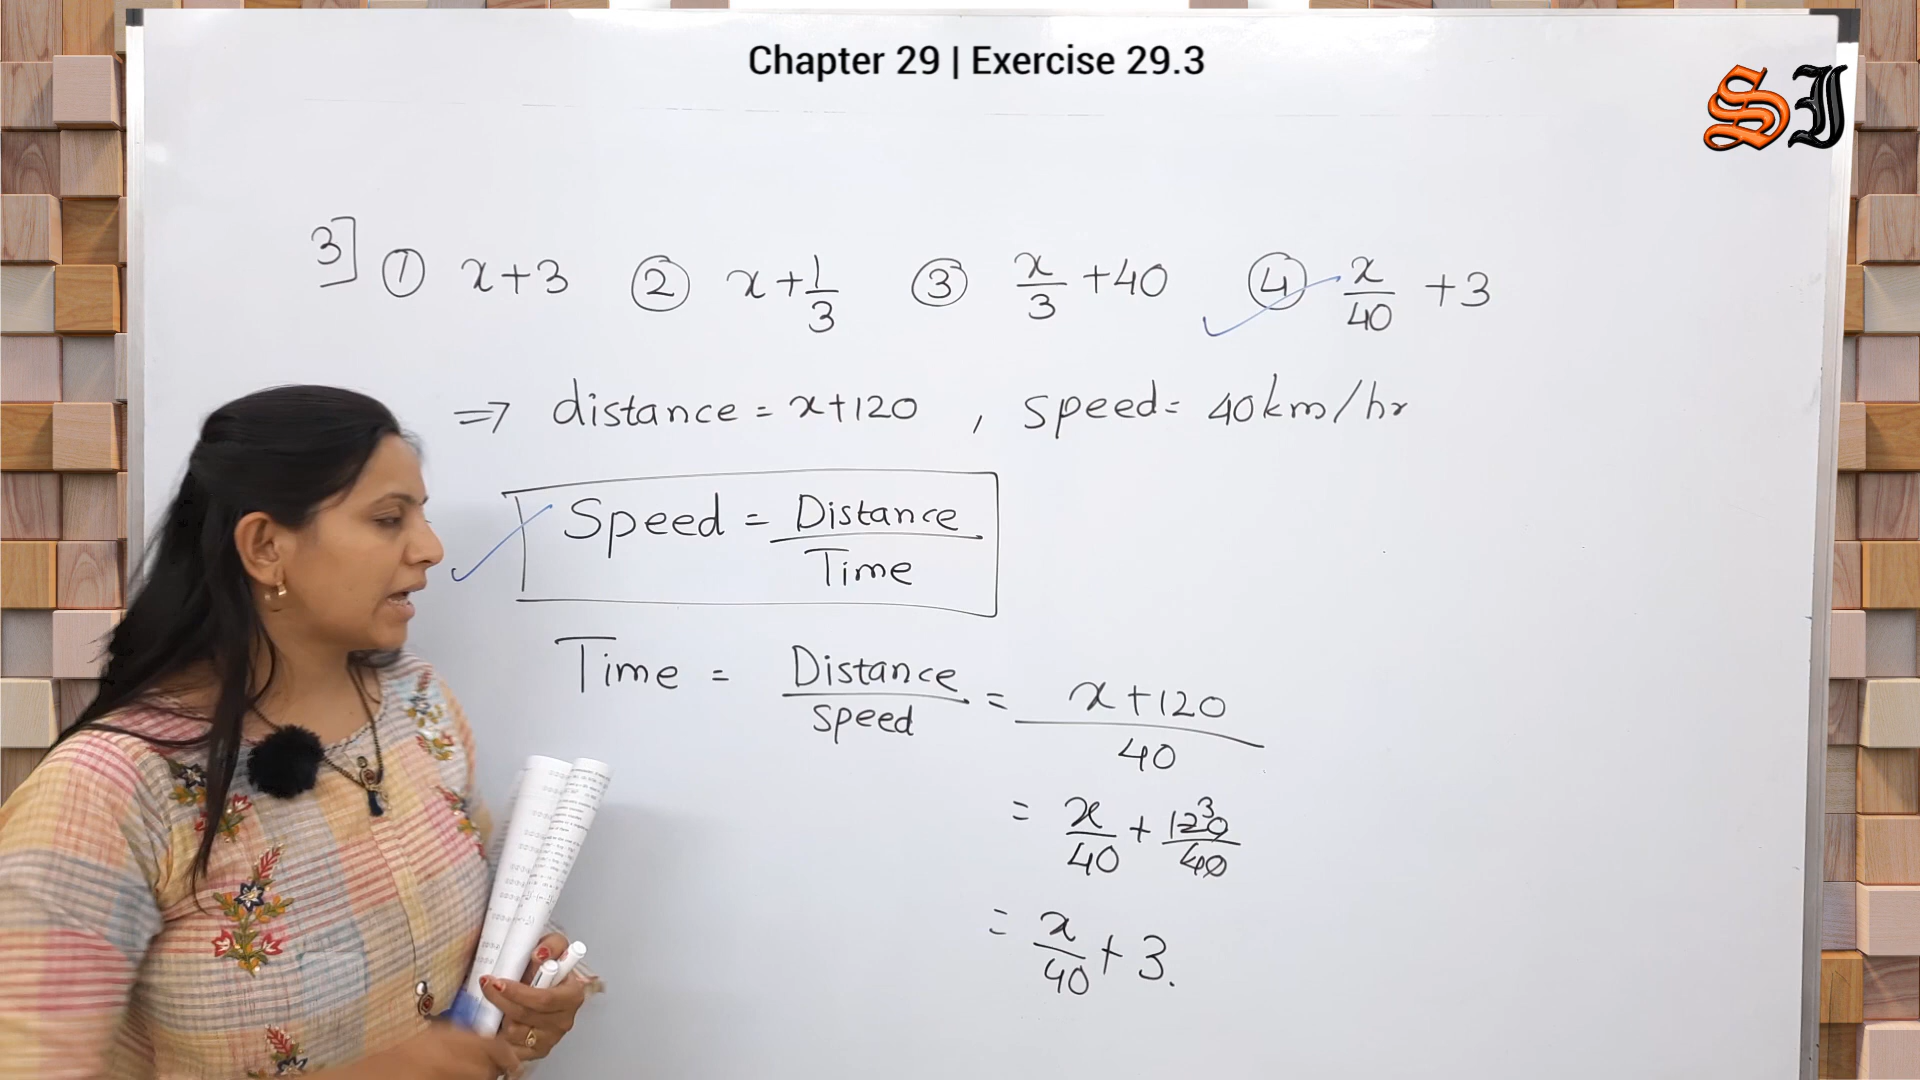 Chapter 29 | Exercise 29.3
SJ
3] ① x+3 ② x+1/3 ③ x/3 +40 ④ x/40 +3
⇒ distance = x+120 , speed = 40km/hr
Speed = Distance/Time
Time = Distance/speed = x+120/40
= x/40 + 120/40 3
= x/40 + 3.